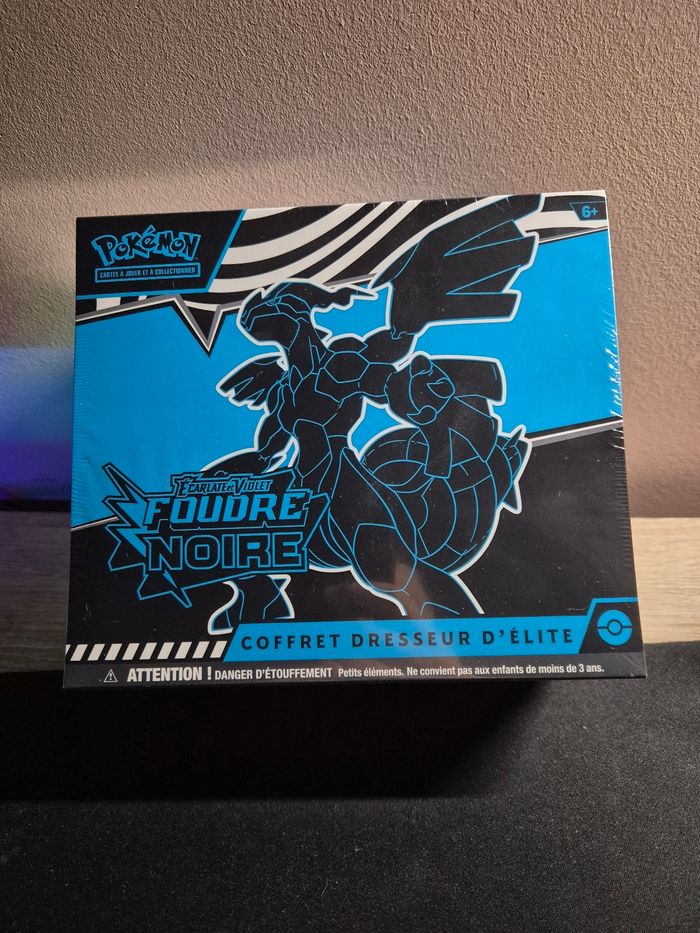 POKéMON
CARTES À JOUER ET À COLLECTIONNER
6+
ÉCARLATE ET VIOLET
FOUDRE
NOIRE
COFFRET DRESSEUR D'ÉLITE
ATTENTION ! DANGER D'ÉTOUFFEMENT Petits éléments. Ne convient pas aux enfants de moins de 3 ans.